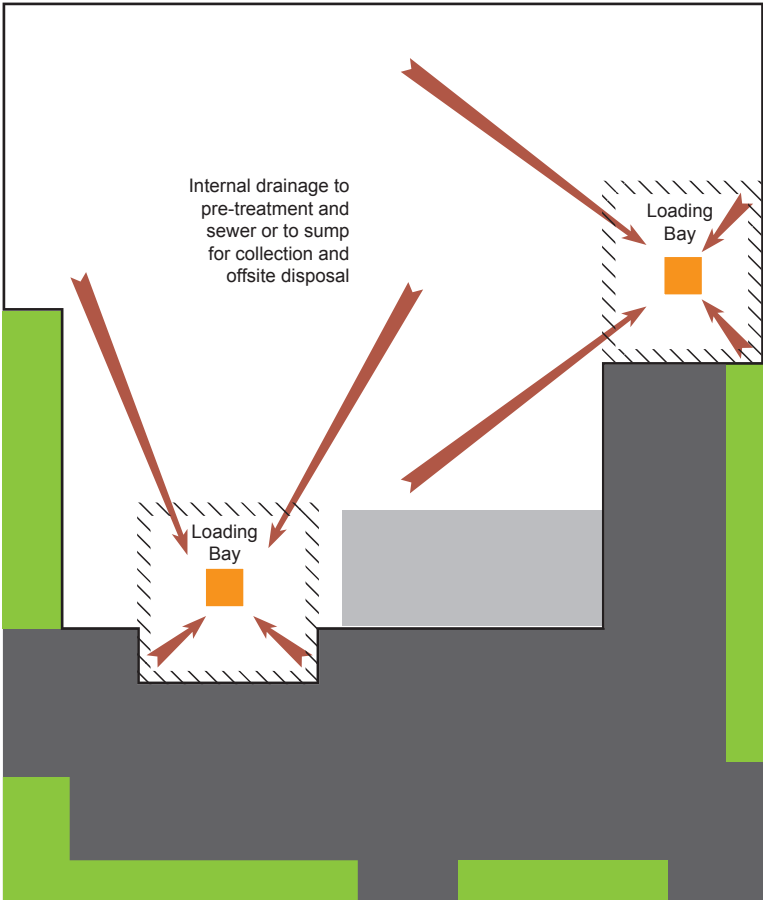 Internal drainage to
pre-treatment and
sewer or to sump
for collection and
offsite disposal
Loading
Bay
Loading
Bay